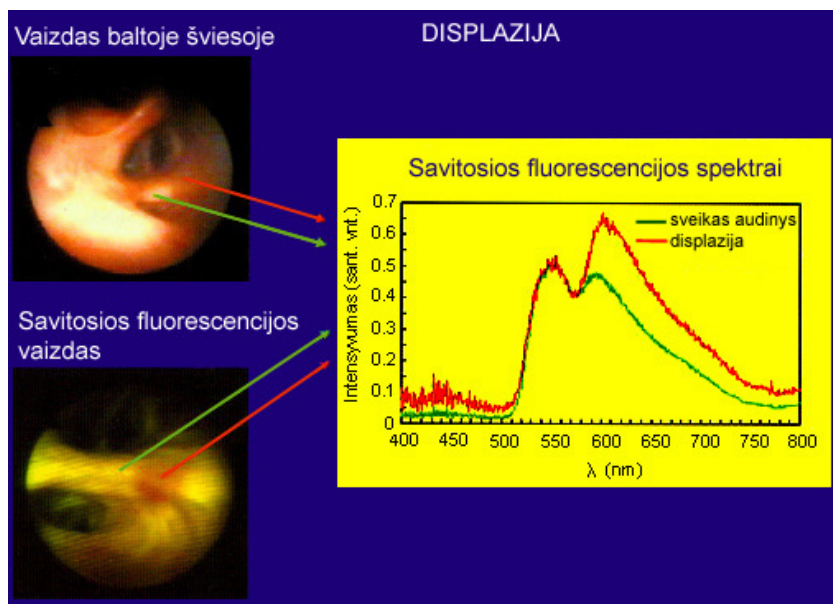 Vaizdas baltoje šviesoje
DISPLAZIJA
Savitosios fluorescencijos spektrai
Intensyvumas (sant. vnt.)
0.7
0.6
0.5
0.4
0.3
0.2
0.1
0
sveikas audinys
displazija
400 450 500 550 600 650 700 750 800
λ (nm)
Savitosios fluorescencijos
vaizdas